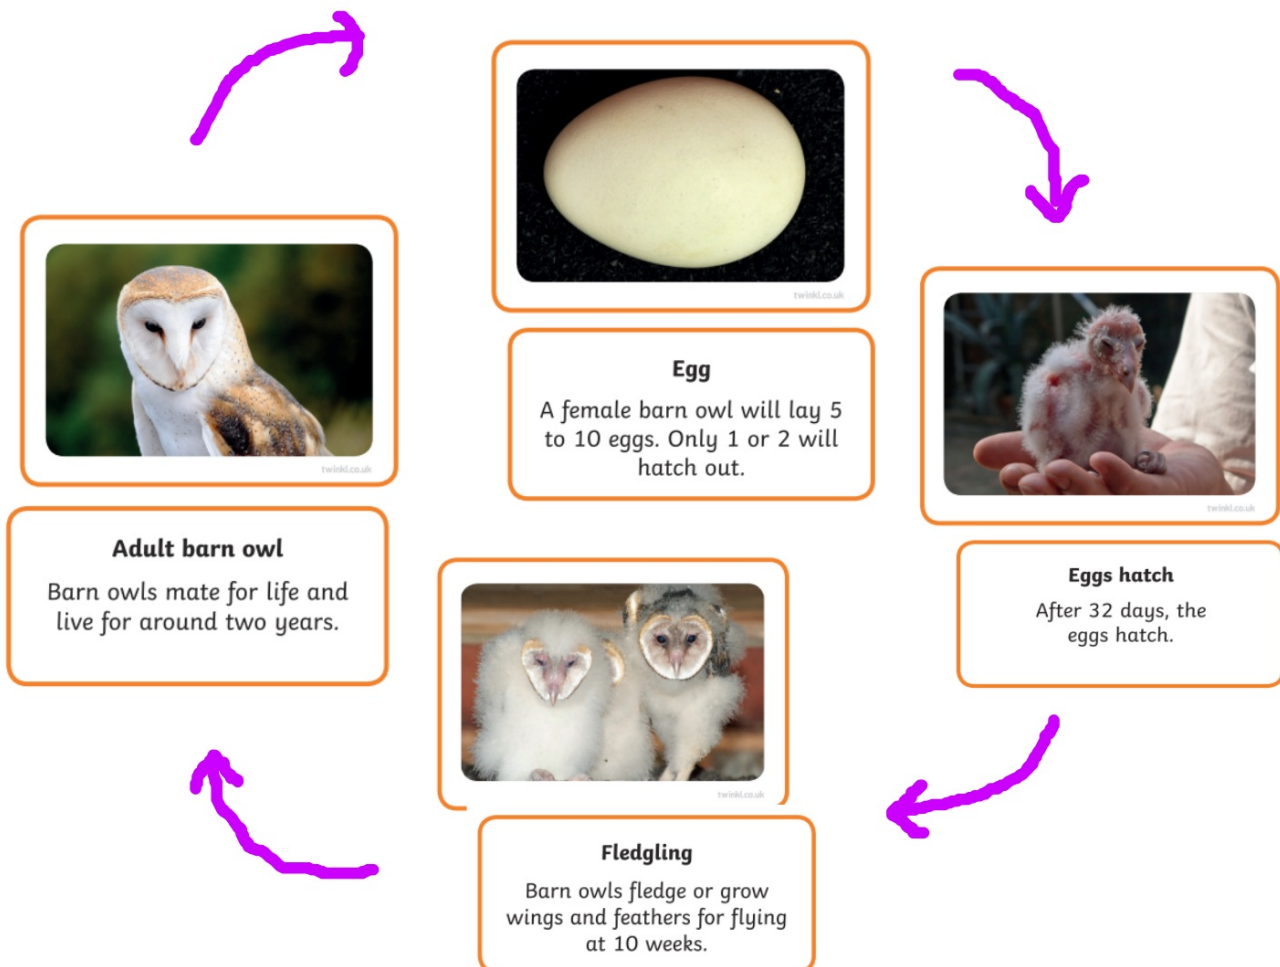 twinkl.co.uk
Egg
A female barn owl will lay 5
to 10 eggs. Only 1 or 2 will
hatch out.
twinkl.co.uk
Eggs hatch
After 32 days, the
eggs hatch.
twinkl.co.uk
Fledgling
Barn owls fledge or grow
wings and feathers for flying
at 10 weeks.
twinkl.co.uk
Adult barn owl
Barn owls mate for life and
live for around two years.